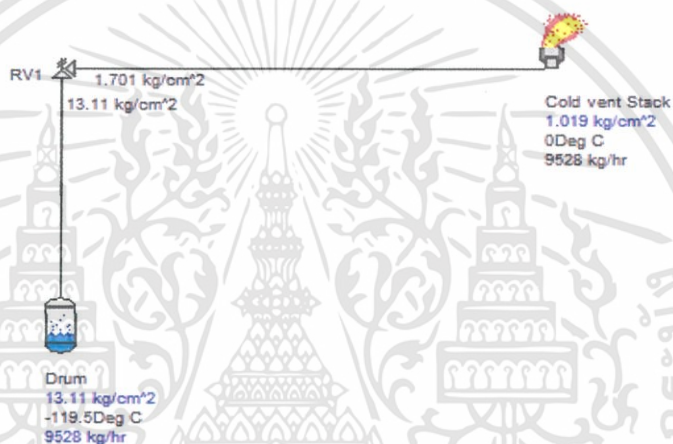 RV1
1.701 kg/cm^2
13.11 kg/cm^2
Cold vent Stack
1.019 kg/cm^2
0Deg C
9528 kg/hr
Drum
13.11 kg/cm^2
-119.5Deg C
9528 kg/hr